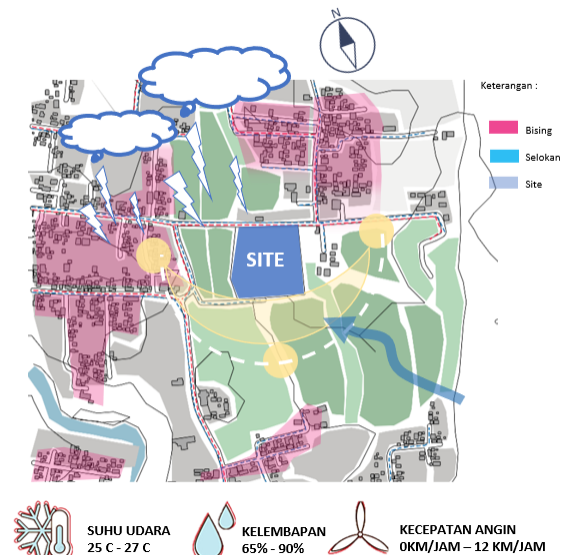 N
Keterangan :
Bising
Selokan
Site
SITE
SUHU UDARA
25 C - 27 C
KELEMBAPAN
65% - 90%
KECEPATAN ANGIN
0KM/JAM – 12 KM/JAM